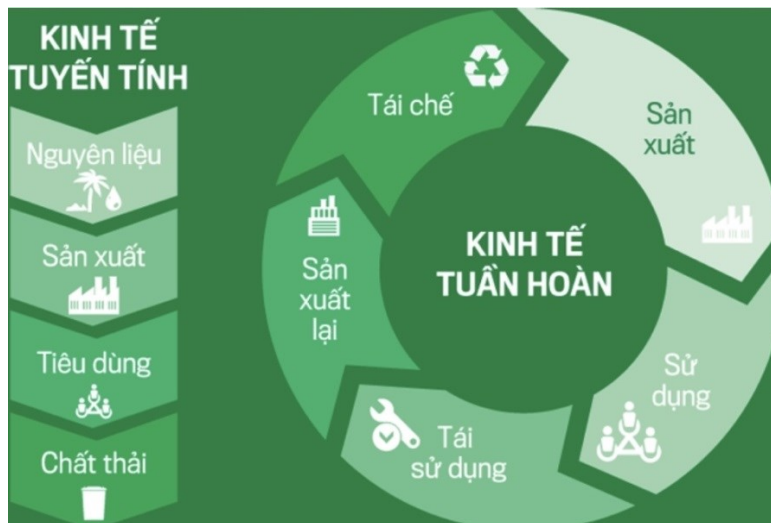 KINH TẾ
TUYẾN TÍNH
Nguyên liệu
Sản xuất
Tiêu dùng
Chất thải
Tái chế
Sản
xuất
Sử
dụng
Tái
sử dụng
Sản
xuất
lại
KINH TẾ
TUẦN HOÀN